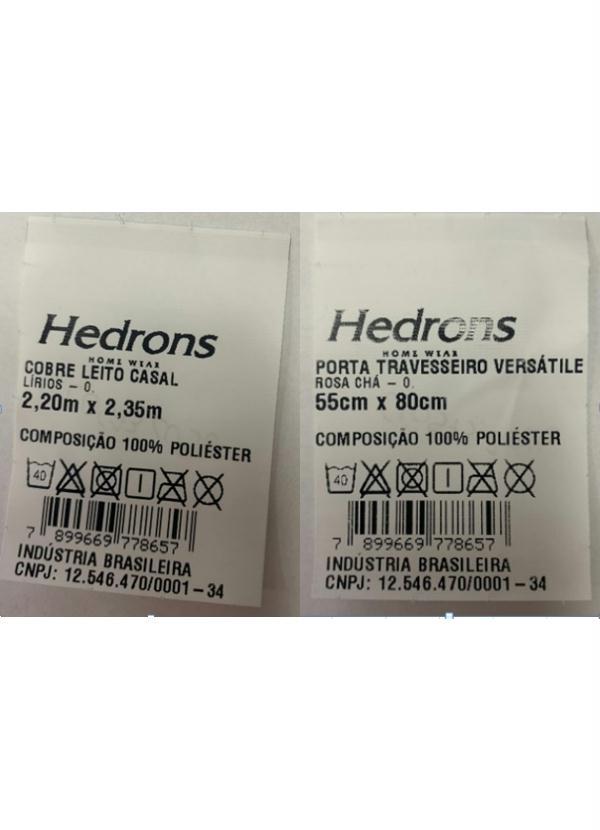 Hedrons
HOME WEAR
COBRE LEITO CASAL
LÍRIOS – 0.
2,20m x 2,35m
COMPOSIÇÃO 100% POLIÉSTER
40
7 899669 778657
INDÚSTRIA BRASILEIRA
CNPJ: 12.546.470/0001–34
Hedrons
HOME WEAR
PORTA TRAVESSEIRO VERSÁTILE
ROSA CHÁ – 0.
55cm x 80cm
COMPOSIÇÃO 100% POLIÉSTER
40
7 899669 778657
INDÚSTRIA BRASILEIRA
CNPJ: 12.546.470/0001–34